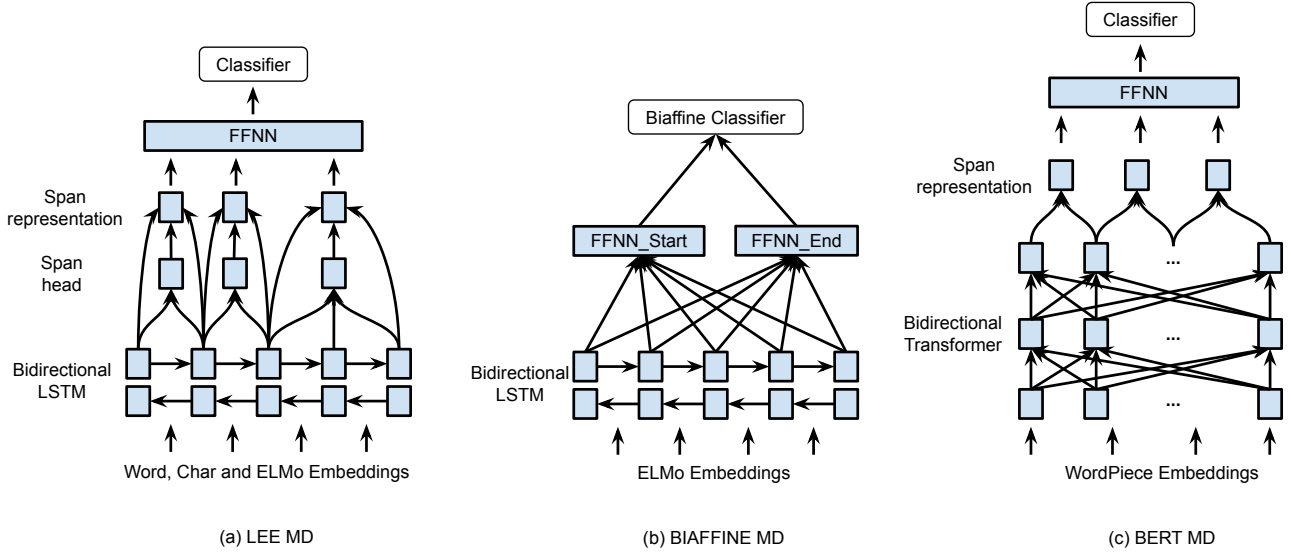 Classifier
FFNN
Span
representation
Span
head
Bidirectional
LSTM
Word, Char and ELMo Embeddings
(a) LEE MD
Biaffine Classifier
FFNN_Start
FFNN_End
Bidirectional
LSTM
ELMo Embeddings
(b) BIAFFINE MD
Classifier
FFNN
Span
representation
...
Bidirectional
Transformer
...
...
WordPiece Embeddings
(c) BERT MD